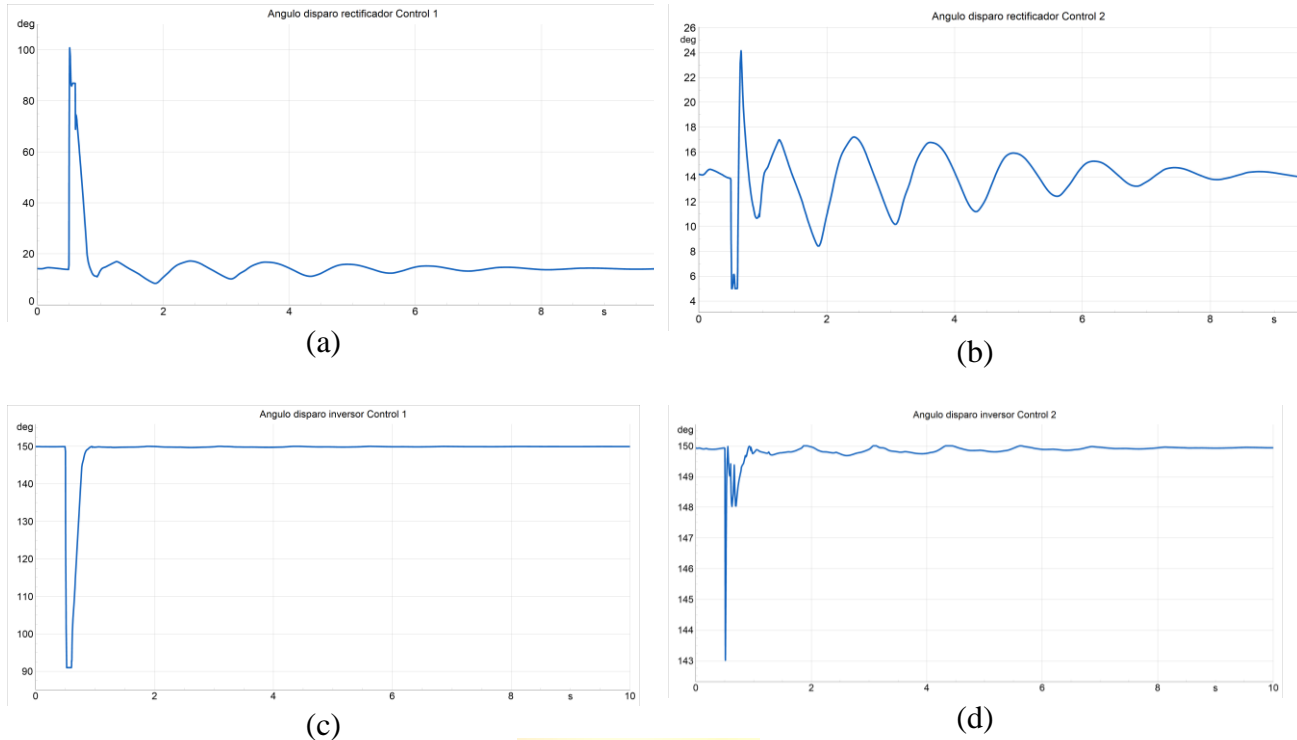 Angulo disparo rectificador Control 1
deg
100
80
60
40
20
0
0 2 4 6 8 s
(a)
Angulo disparo rectificador Control 2
26
deg
24
22
20
18
16
14
12
10
8
6
4
0 2 4 6 8 s
(b)
Angulo disparo inversor Control 1
deg
150
140
130
120
110
100
90
0 2 4 6 8 s 10
(c)
Angulo disparo inversor Control 2
deg
150
149
148
147
146
145
144
143
0 2 4 6 8 s 10
(d)